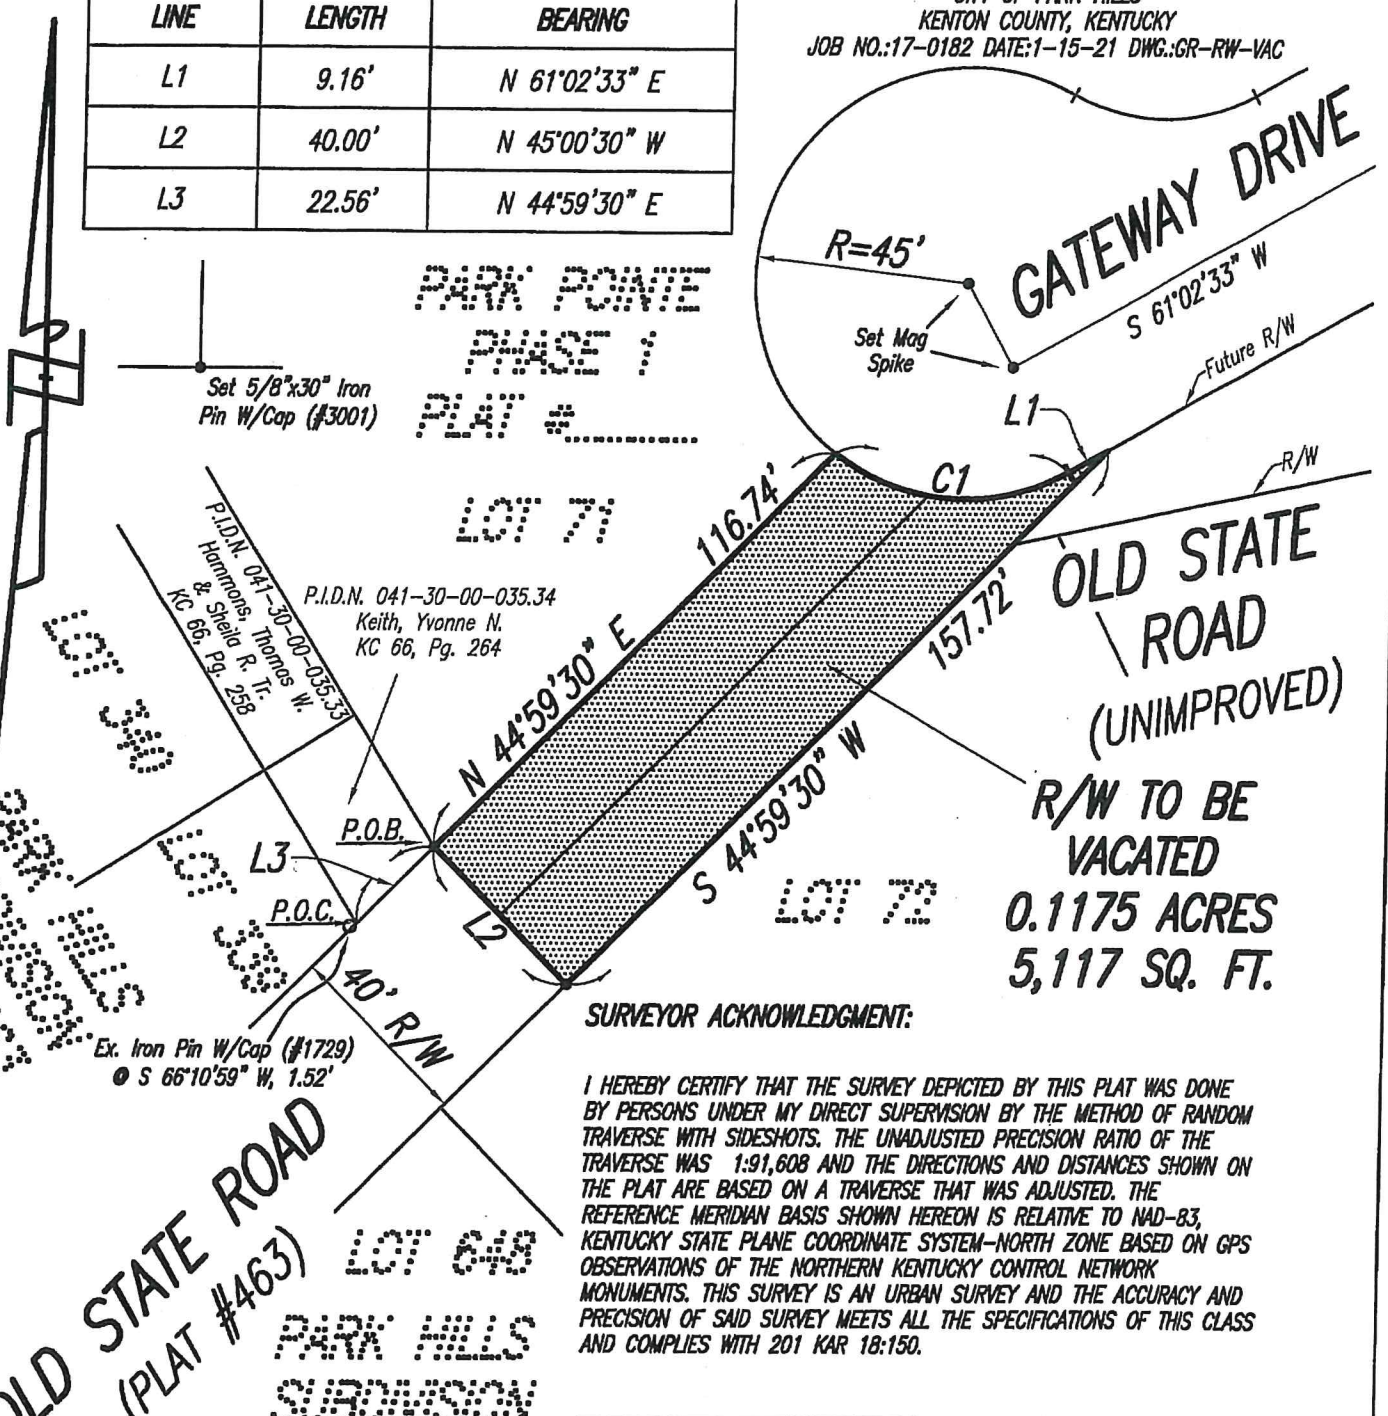 LINE LENGTH BEARING
L1 9.16' N 61°02'33" E
L2 40.00' N 45°00'30" W
L3 22.56' N 44°59'30" E
KENTON COUNTY, KENTUCKY
JOB NO.:17-0182 DATE:1-15-21 DWG.:GR-RW-VAC
GATEWAY DRIVE
R=45'
S 61°02'33" W
Set Mag
Spike
Future R/W
L1
R/W
C1
N
Set 5/8"x30" Iron
Pin W/Cap (#3001)
PARK POINTE
PHASE 1
PLAT #________
LOT 71
116.74'
N 44°59'30" E
157.72'
S 44°59'30" W
OLD STATE
ROAD
(UNIMPROVED)
P.I.D.N. 041-30-00-035.33
Hammons, Thomas W.
& Sheila R. Tr.
KC 66, Pg. 258
P.I.D.N. 041-30-00-035.34
Keith, Yvonne N.
KC 66, Pg. 264
LOT 340
LOT 339
PARK HILLS
P.O.B.
L3
P.O.C.
L2
LOT 72
R/W TO BE
VACATED
0.1175 ACRES
5,117 SQ. FT.
40' R/W
Ex. Iron Pin W/Cap (#1729)
@ S 66°10'59" W, 1.52'
OLD STATE ROAD
(PLAT #463)
LOT 649
PARK HILLS
SUBDIVISION
SURVEYOR ACKNOWLEDGMENT:
I HEREBY CERTIFY THAT THE SURVEY DEPICTED BY THIS PLAT WAS DONE
BY PERSONS UNDER MY DIRECT SUPERVISION BY THE METHOD OF RANDOM
TRAVERSE WITH SIDESHOTS. THE UNADJUSTED PRECISION RATIO OF THE
TRAVERSE WAS 1:91,608 AND THE DIRECTIONS AND DISTANCES SHOWN ON
THE PLAT ARE BASED ON A TRAVERSE THAT WAS ADJUSTED. THE
REFERENCE MERIDIAN BASIS SHOWN HEREON IS RELATIVE TO NAD-83,
KENTUCKY STATE PLANE COORDINATE SYSTEM-NORTH ZONE BASED ON GPS
OBSERVATIONS OF THE NORTHERN KENTUCKY CONTROL NETWORK
MONUMENTS. THIS SURVEY IS AN URBAN SURVEY AND THE ACCURACY AND
PRECISION OF SAID SURVEY MEETS ALL THE SPECIFICATIONS OF THIS CLASS
AND COMPLIES WITH 201 KAR 18:150.